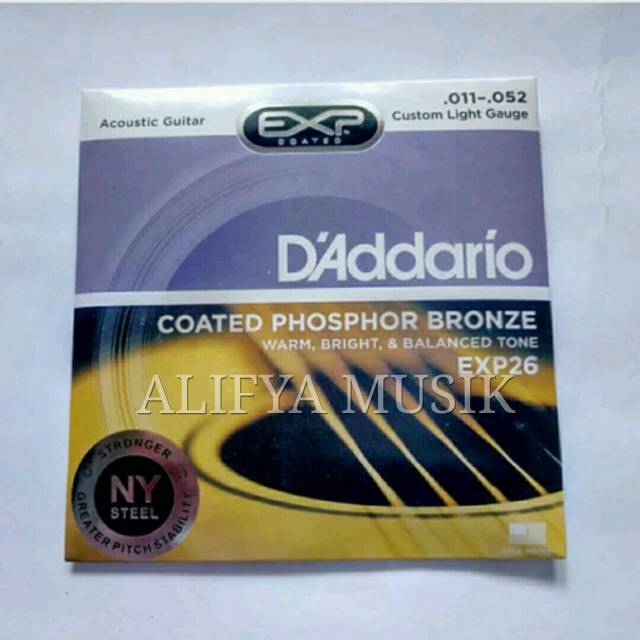 Acoustic Guitar
EXP
COATED
.011–.052
Custom Light Gauge
D'Addario
COATED PHOSPHOR BRONZE
WARM, BRIGHT, & BALANCED TONE
EXP26
ALIFYA MUSIK
STRONGER
NY
STEEL
GREATER PITCH STABILITY